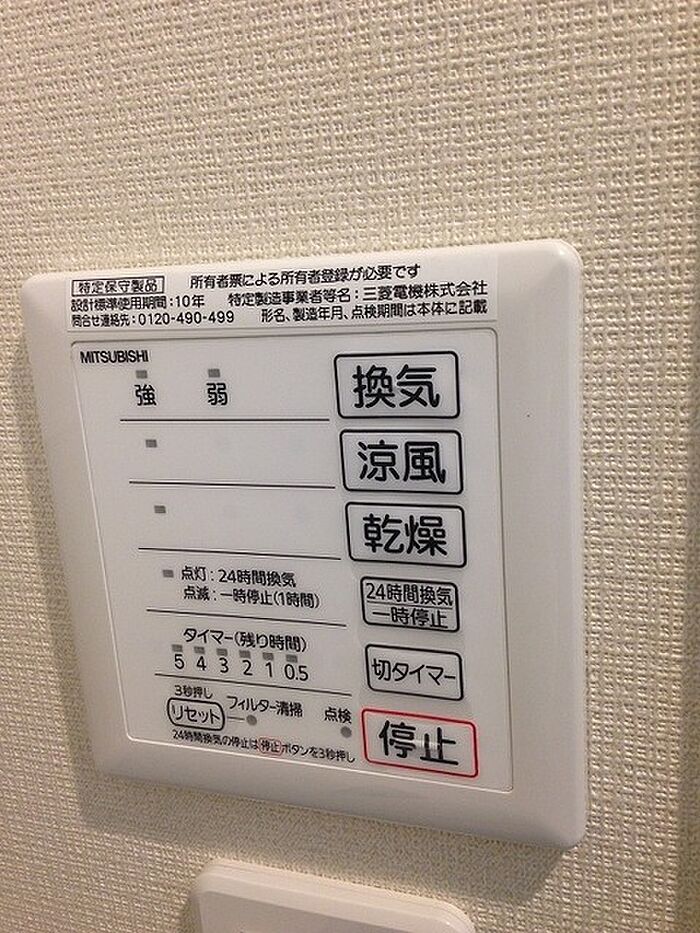 特定保守製品 所有者票による所有者登録が必要です
設計標準使用期間:10年 特定製造事業者等名:三菱電機株式会社
問合せ連絡先:0120-490-499 形名、製造年月、点検期間は本体に記載
MITSUBISHI
強 弱 換気
涼風
乾燥
点灯:24時間換気
点滅:一時停止(1時間)
24時間換気
一時停止
タイマー(残り時間)
5 4 3 2 1 0.5
切タイマー
3秒押し
リセット フィルター清掃 点検
24時間換気の停止は停止ボタンを3秒押し
停止